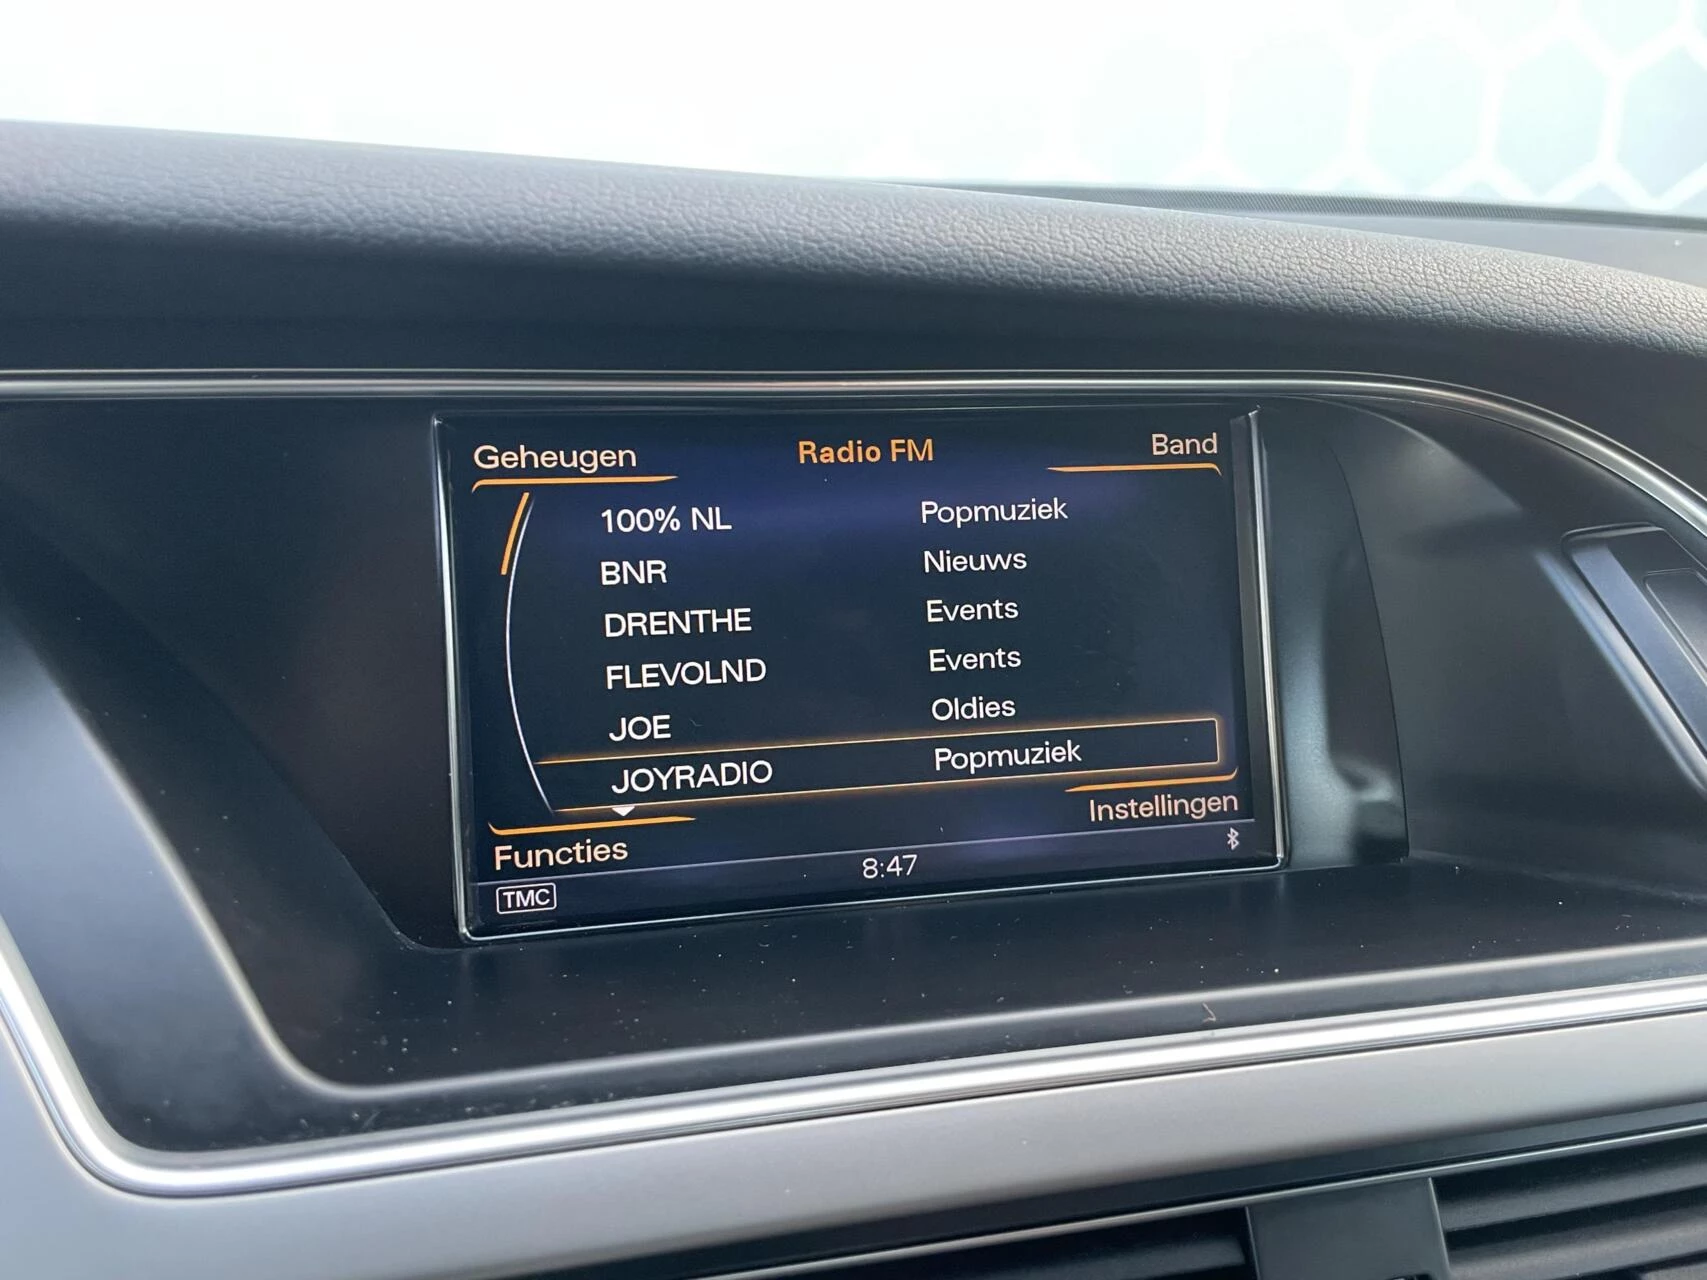 Geheugen Radio FM Band
100% NL Popmuziek
BNR Nieuws
DRENTHE Events
FLEVOLND Events
JOE Oldies
JOYRADIO Popmuziek
Functies Instellingen
TMC 8:47